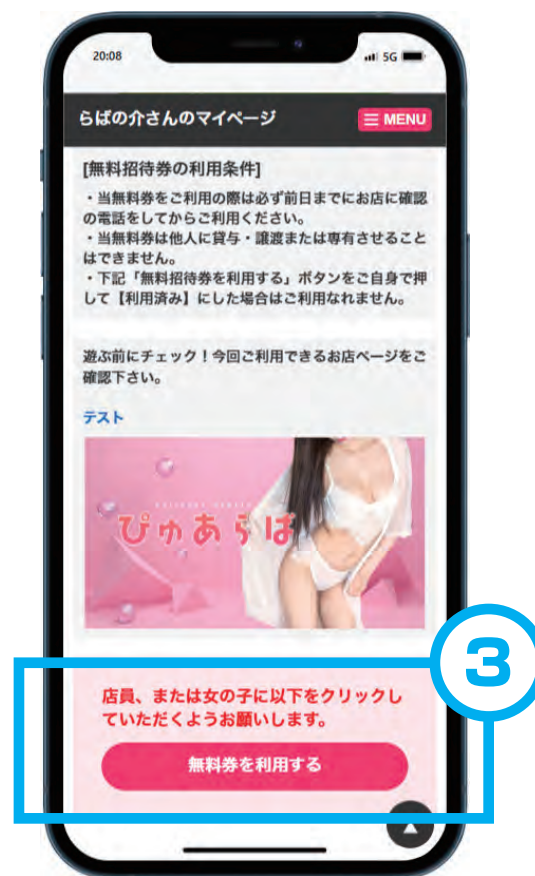 20:08
5G
らばの介さんのマイページ
MENU
[無料招待券の利用条件]
・当無料券をご利用の際は必ず前日までにお店に確認
の電話をしてからご利用ください。
・当無料券は他人に貸与・譲渡または専有させること
はできません。
・下記「無料招待券を利用する」ボタンをご自身で押
して【利用済み】にした場合はご利用なれません。
遊ぶ前にチェック！今回ご利用できるお店ページをご
確認下さい。
テスト
ぴゅあらば
3
店員、または女の子に以下をクリックし
ていただくようお願いします。
無料券を利用する